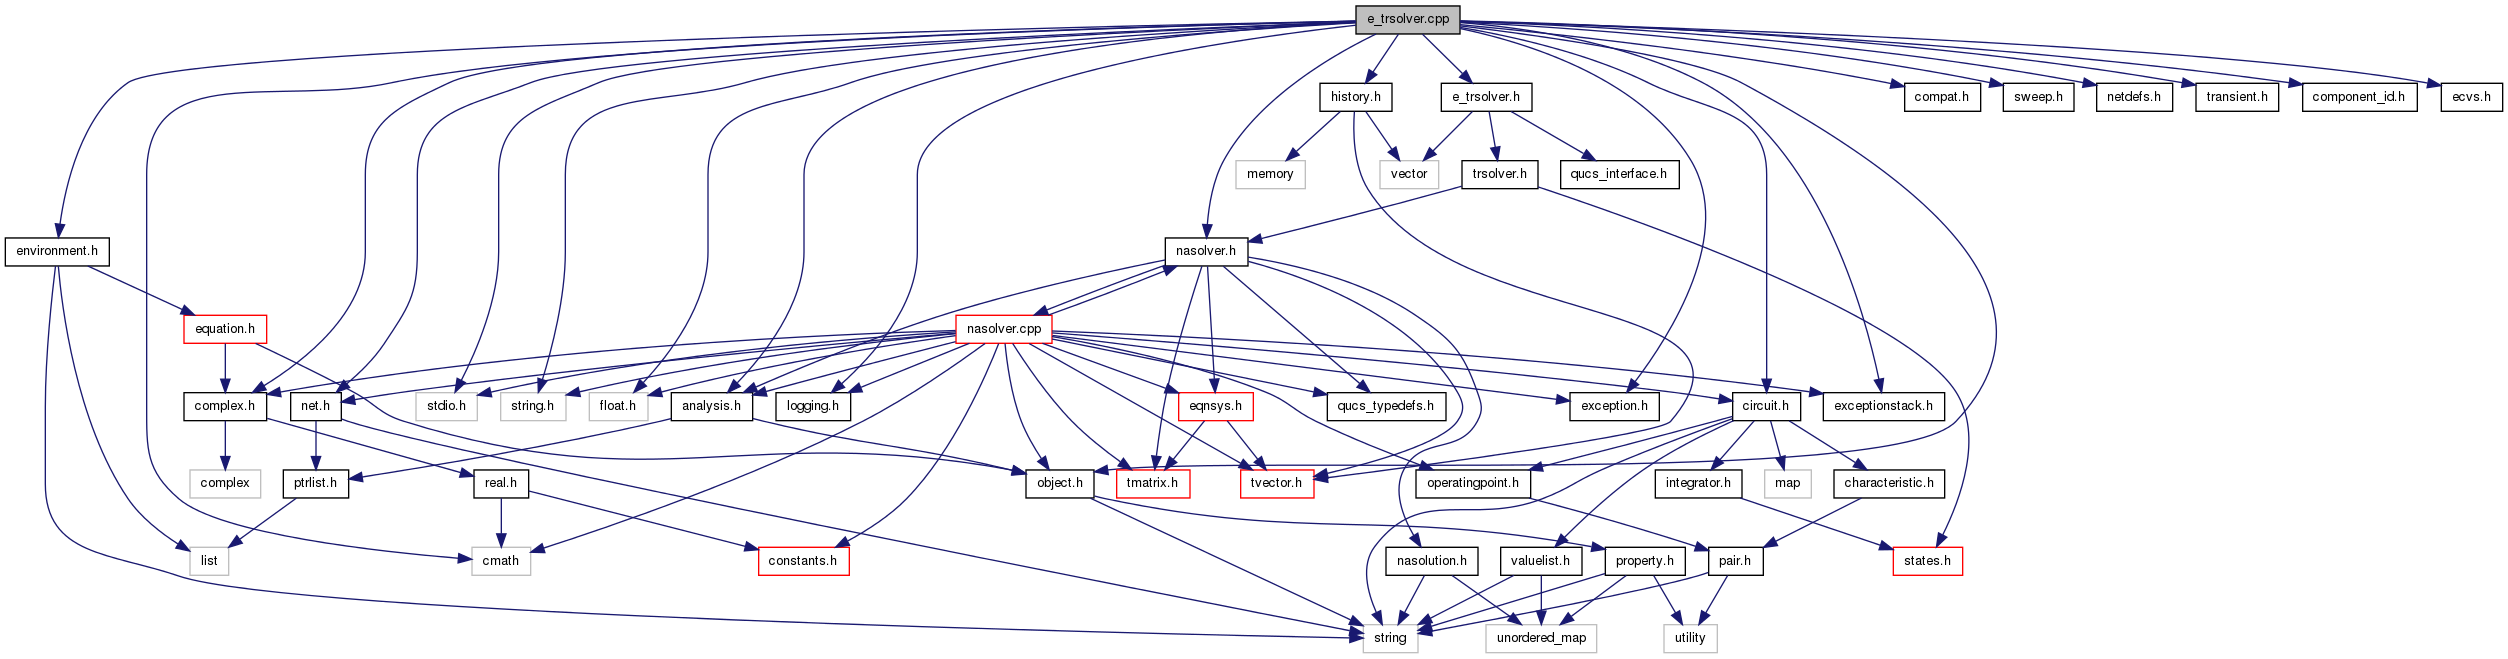 e_trsolver.cpp
history.h
e_trsolver.h
compat.h
sweep.h
netdefs.h
transient.h
component_id.h
ecvs.h
memory
vector
trsolver.h
qucs_interface.h
environment.h
nasolver.h
equation.h
nasolver.cpp
complex.h
net.h
stdio.h
string.h
float.h
analysis.h
logging.h
eqnsys.h
qucs_typedefs.h
exception.h
circuit.h
exceptionstack.h
complex
ptrlist.h
real.h
object.h
tmatrix.h
tvector.h
operatingpoint.h
integrator.h
map
characteristic.h
list
cmath
constants.h
nasolution.h
valuelist.h
property.h
pair.h
states.h
string
unordered_map
utility